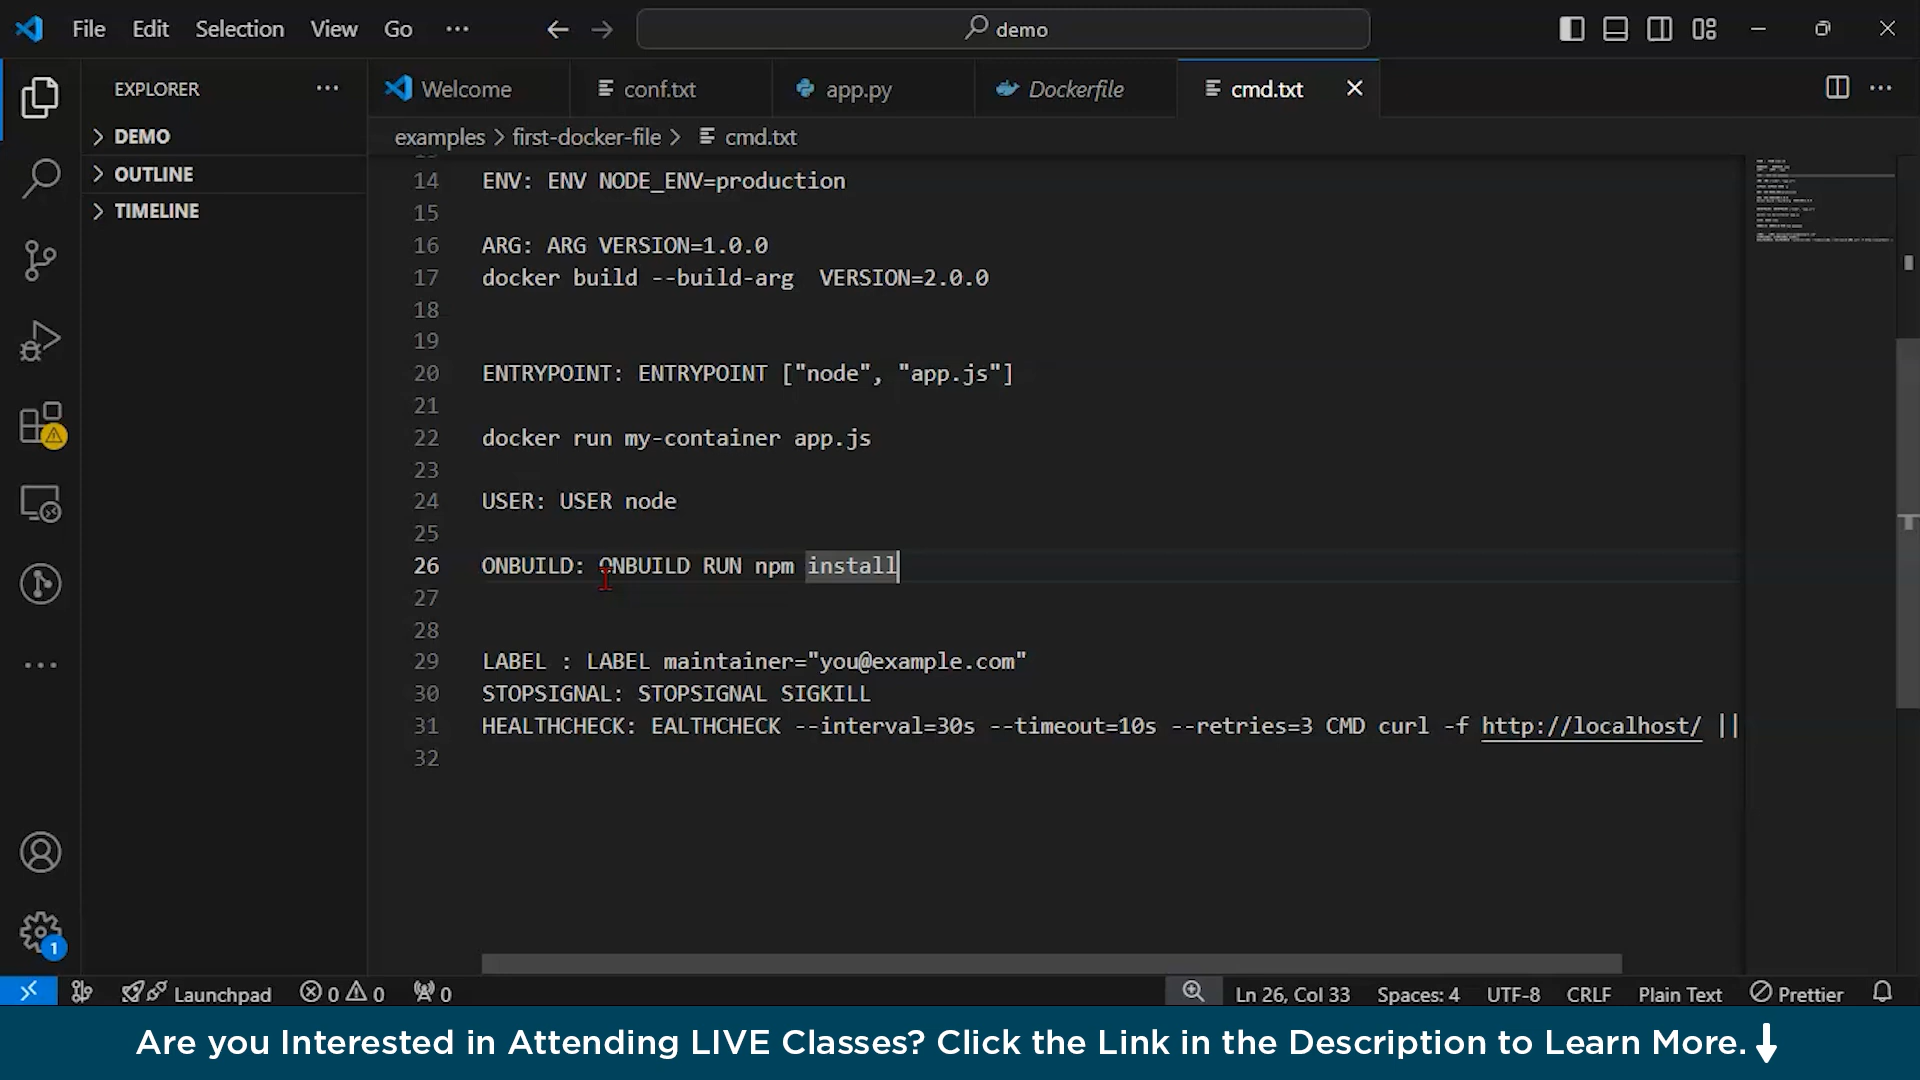 File Edit Selection View Go ··· demo
EXPLORER ···
Welcome conf.txt app.py Dockerfile cmd.txt
DEMO
OUTLINE
TIMELINE
examples > first-docker-file > cmd.txt
14 ENV: ENV NODE_ENV=production
15
16 ARG: ARG VERSION=1.0.0
17 docker build --build-arg  VERSION=2.0.0
18
19
20 ENTRYPOINT: ENTRYPOINT ["node", "app.js"]
21
22 docker run my-container app.js
23
24 USER: USER node
25
26 ONBUILD: ONBUILD RUN npm install
27
28
29 LABEL : LABEL maintainer="you@example.com"
30 STOPSIGNAL: STOPSIGNAL SIGKILL
31 HEALTHCHECK: EALTHCHECK --interval=30s --timeout=10s --retries=3 CMD curl -f http://localhost/ ||
32
1
Launchpad 0 0 0 Ln 26, Col 33 Spaces: 4 UTF-8 CRLF Plain Text Prettier
Are you Interested in Attending LIVE Classes? Click the Link in the Description to Learn More.